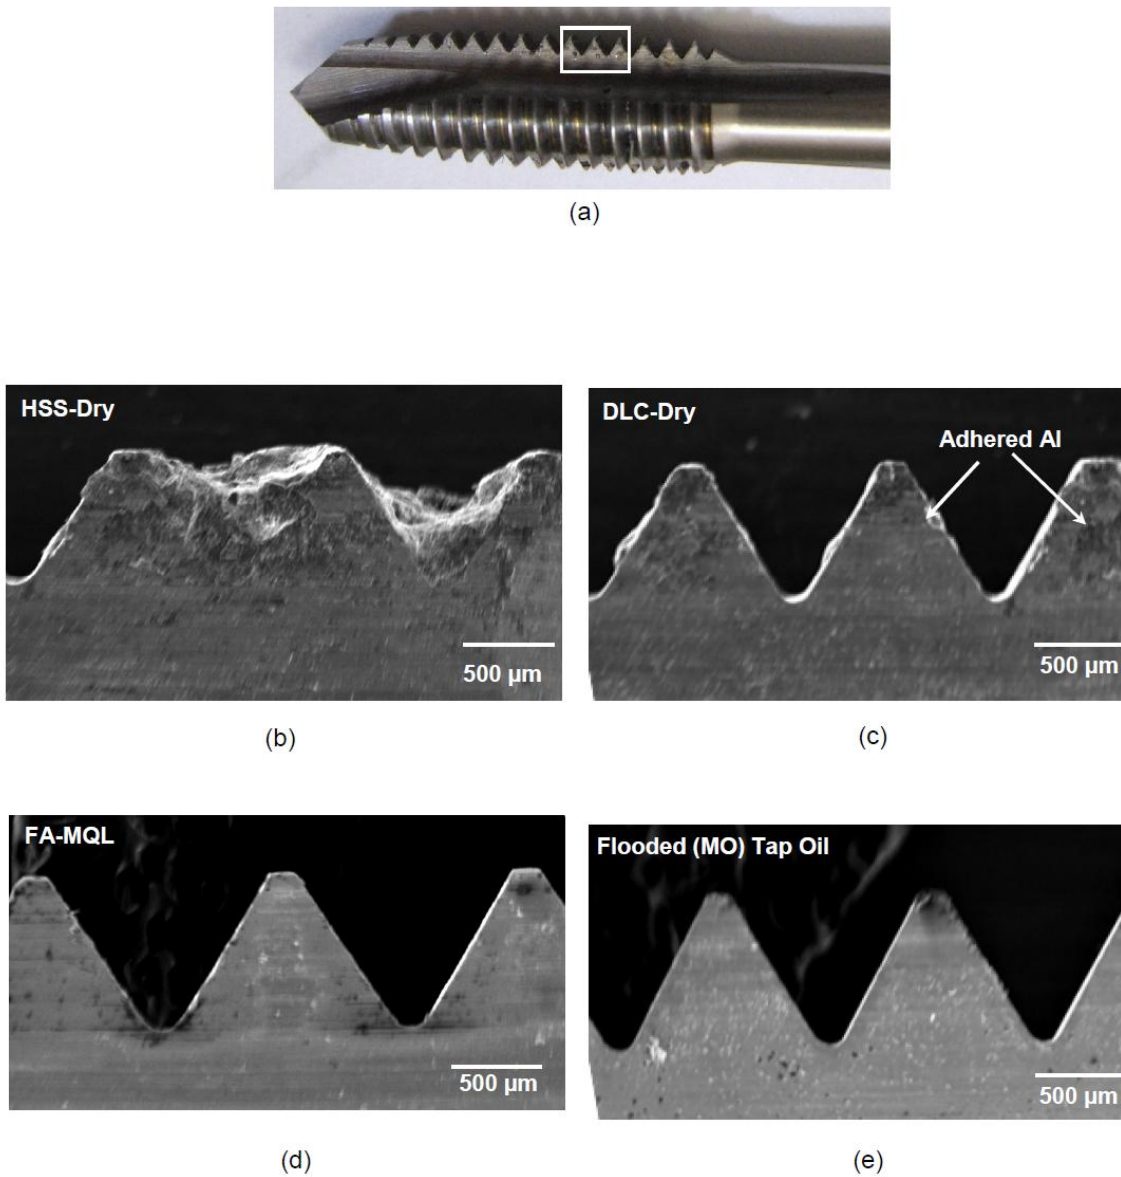 (a)
HSS-Dry
500 µm
(b)
DLC-Dry
Adhered Al
500 µm
(c)
FA-MQL
500 µm
(d)
Flooded (MO) Tap Oil
500 µm
(e)